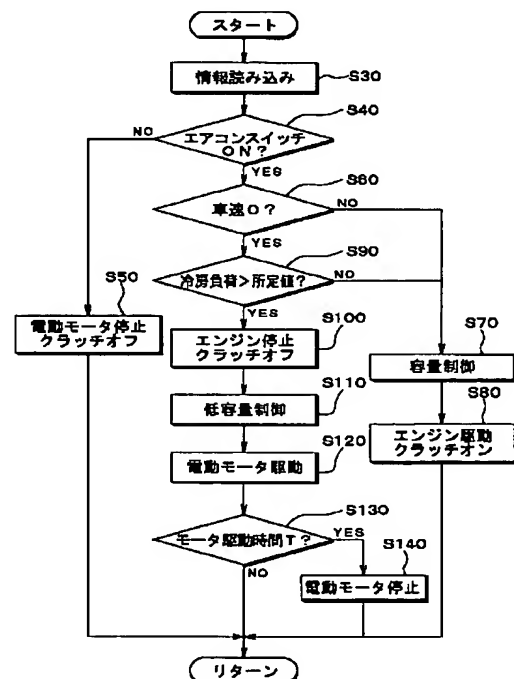 スタート
情報読み込み
S30
S40
エアコンスイッチ
ON?
NO
YES
S60
車速0?
NO
YES
S90
冷房負荷>所定値?
NO
YES
S50
電動モータ停止
クラッチオフ
S100
エンジン停止
クラッチオフ
S70
容量制御
S110
低容量制御
S80
エンジン駆動
クラッチオン
S120
電動モータ駆動
S130
モータ駆動時間T?
YES
NO
S140
電動モータ停止
リターン